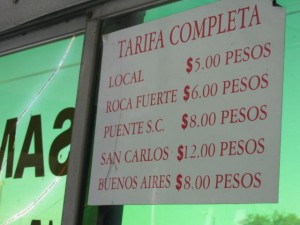 TARIFA COMPLETA
LOCAL $5.00 PESOS
ROCA FUERTE $6.00 PESOS
PUENTE S.C. $8.00 PESOS
SAN CARLOS $12.00 PESOS
BUENOS AIRES $8.00 PESOS